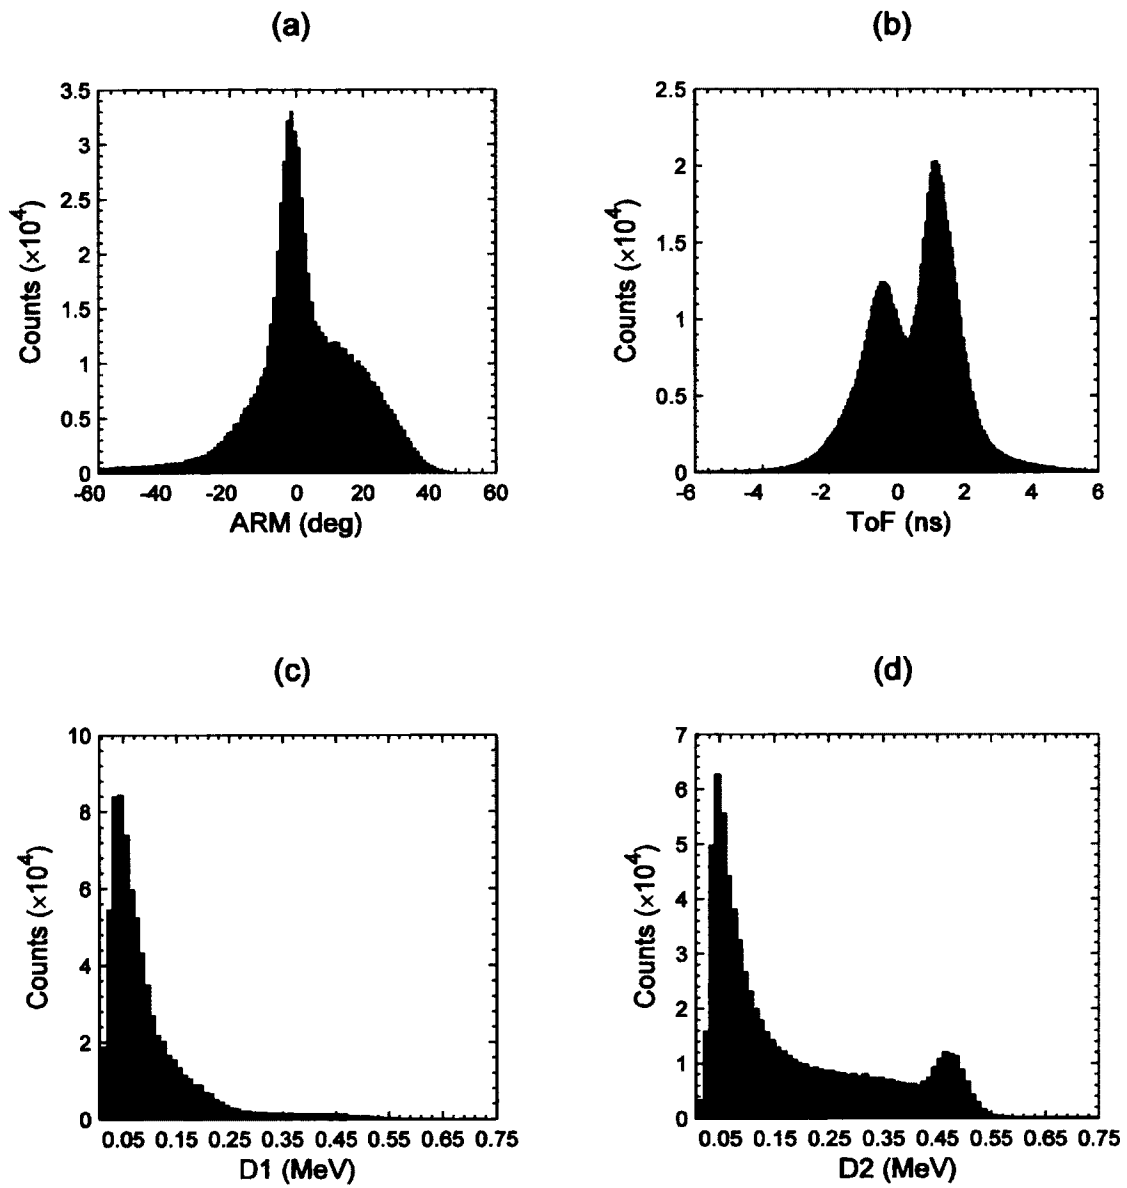 (a)
3.5
3
2.5
2
1.5
1
0.5
0
Counts (×10⁴)
-60 -40 -20 0 20 40 60
ARM (deg)
(b)
2.5
2
1.5
1
0.5
0
Counts (×10⁴)
-6 -4 -2 0 2 4 6
ToF (ns)
(c)
10
8
6
4
2
0
Counts (×10⁴)
0.05 0.15 0.25 0.35 0.45 0.55 0.65 0.75
D1 (MeV)
(d)
7
6
5
4
3
2
1
0
Counts (×10⁴)
0.05 0.15 0.25 0.35 0.45 0.55 0.65 0.75
D2 (MeV)